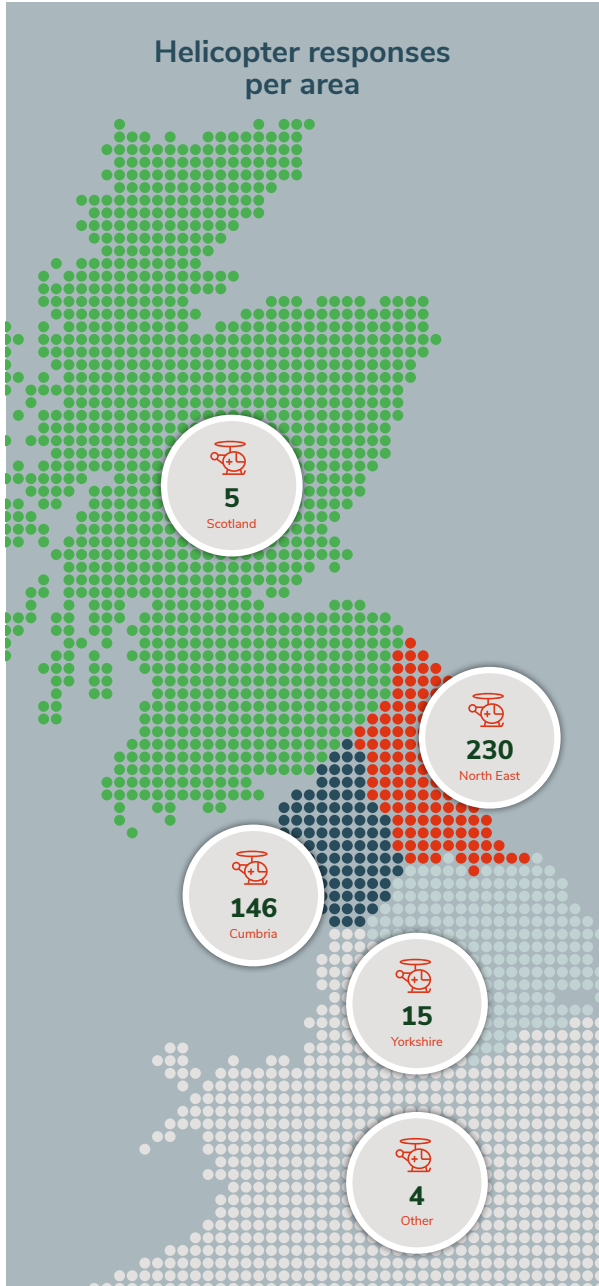 Helicopter responses
per area
5
Scotland
230
North East
146
Cumbria
15
Yorkshire
4
Other